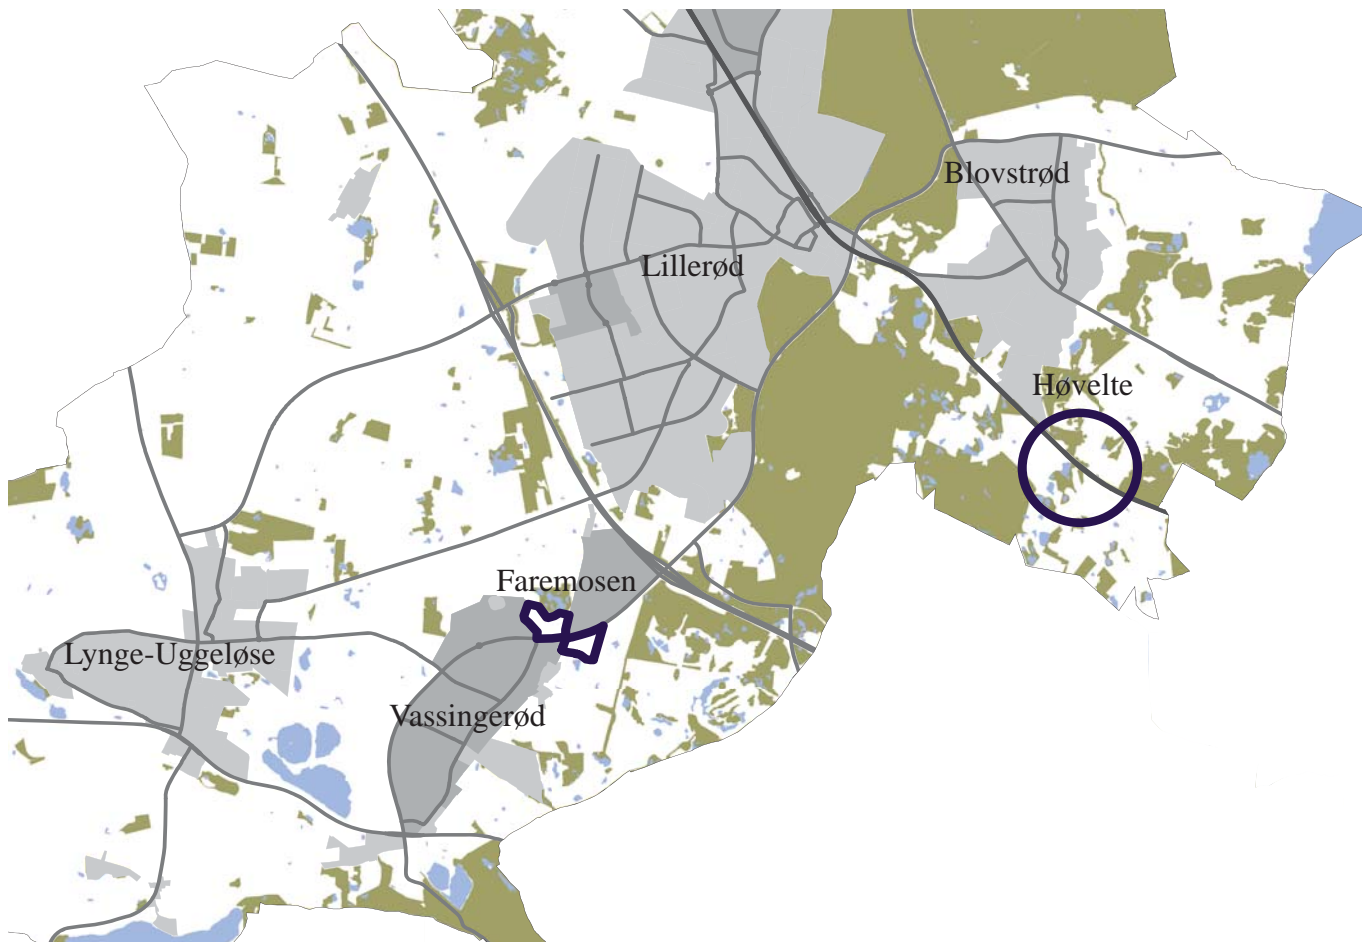 Blovstrød
Lillerød
Høvelte
Faremosen
Lynge-Uggeløse
Vassingerød